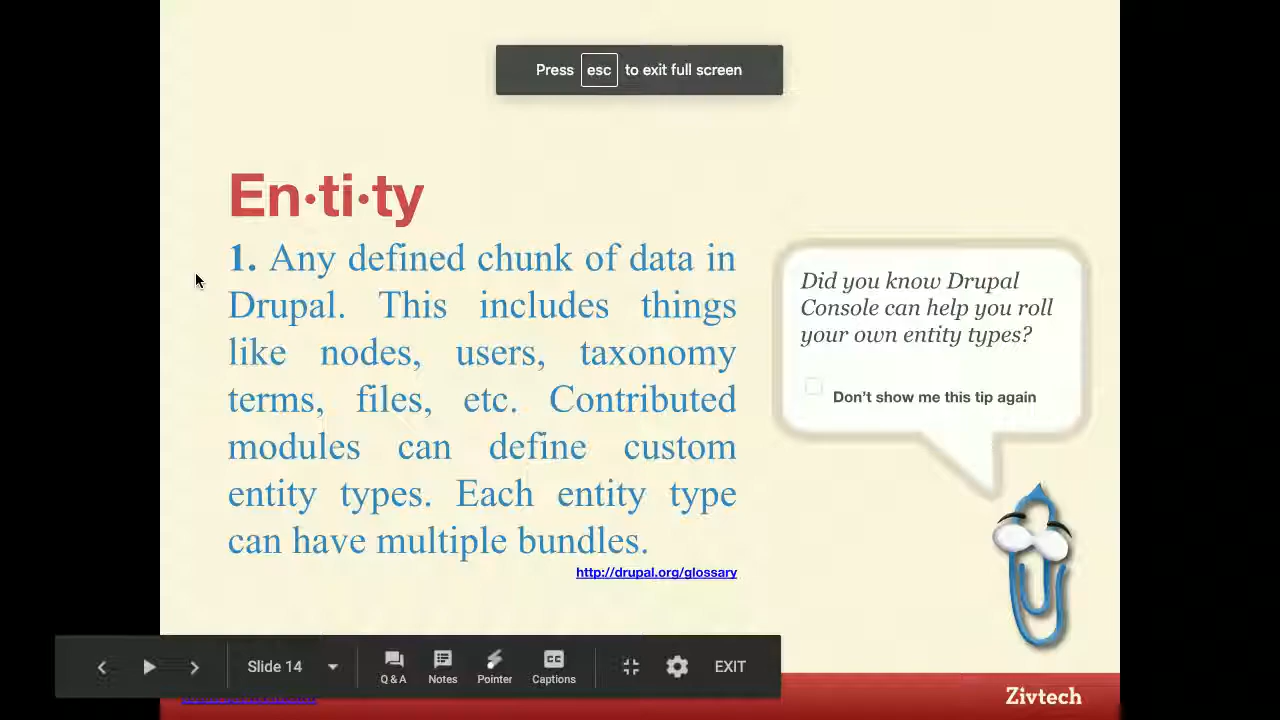 Press esc to exit full screen
En·ti·ty
1. Any defined chunk of data in
Drupal. This includes things
like nodes, users, taxonomy
terms, files, etc. Contributed
modules can define custom
entity types. Each entity type
can have multiple bundles.
http://drupal.org/glossary
Did you know Drupal
Console can help you roll
your own entity types?
Don't show me this tip again
Slide 14
Q & A
Notes
Pointer
CC
Captions
EXIT
Zivtech